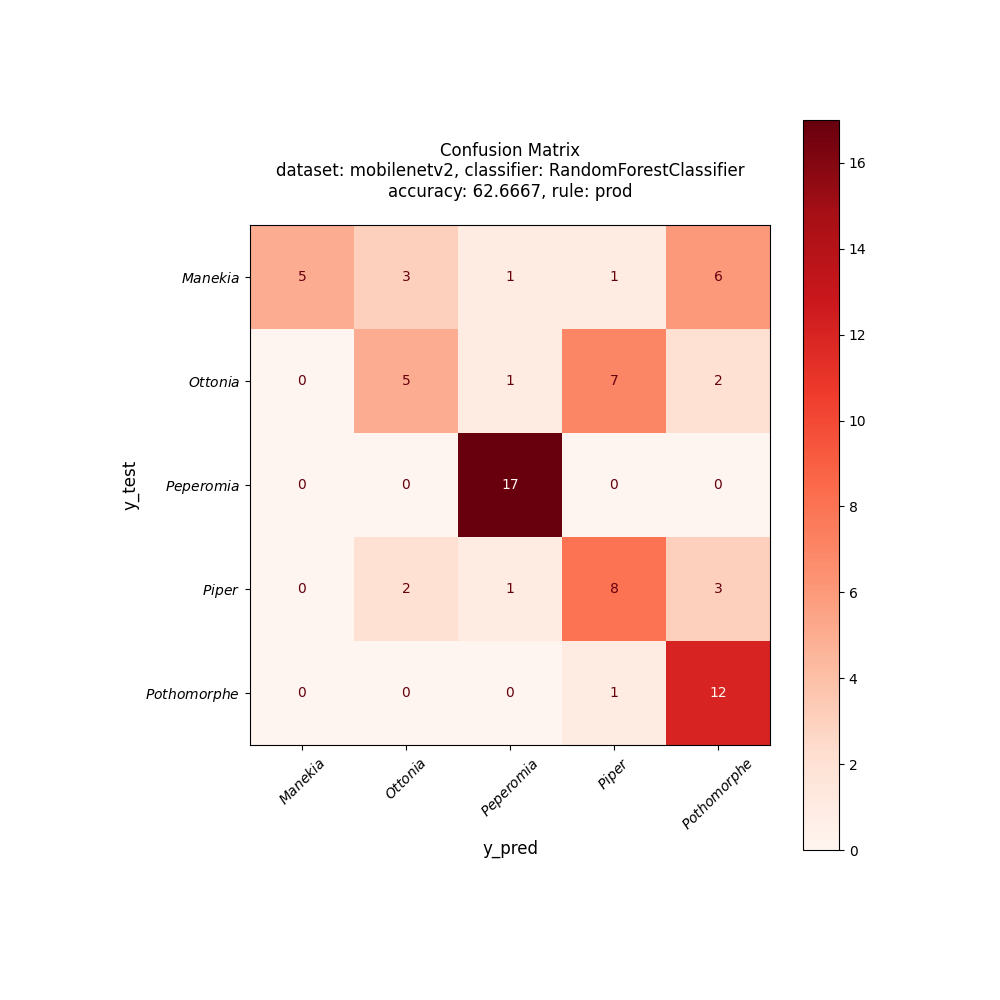 Confusion Matrix
dataset: mobilenetv2, classifier: RandomForestClassifier
accuracy: 62.6667, rule: prod
Manekia 5 3 1 1 6
Ottonia 0 5 1 7 2
Peperomia 0 0 17 0 0
Piper 0 2 1 8 3
Pothomorphe 0 0 0 1 12
y_test
Manekia Ottonia Peperomia Piper Pothomorphe
y_pred
16
14
12
10
8
6
4
2
0